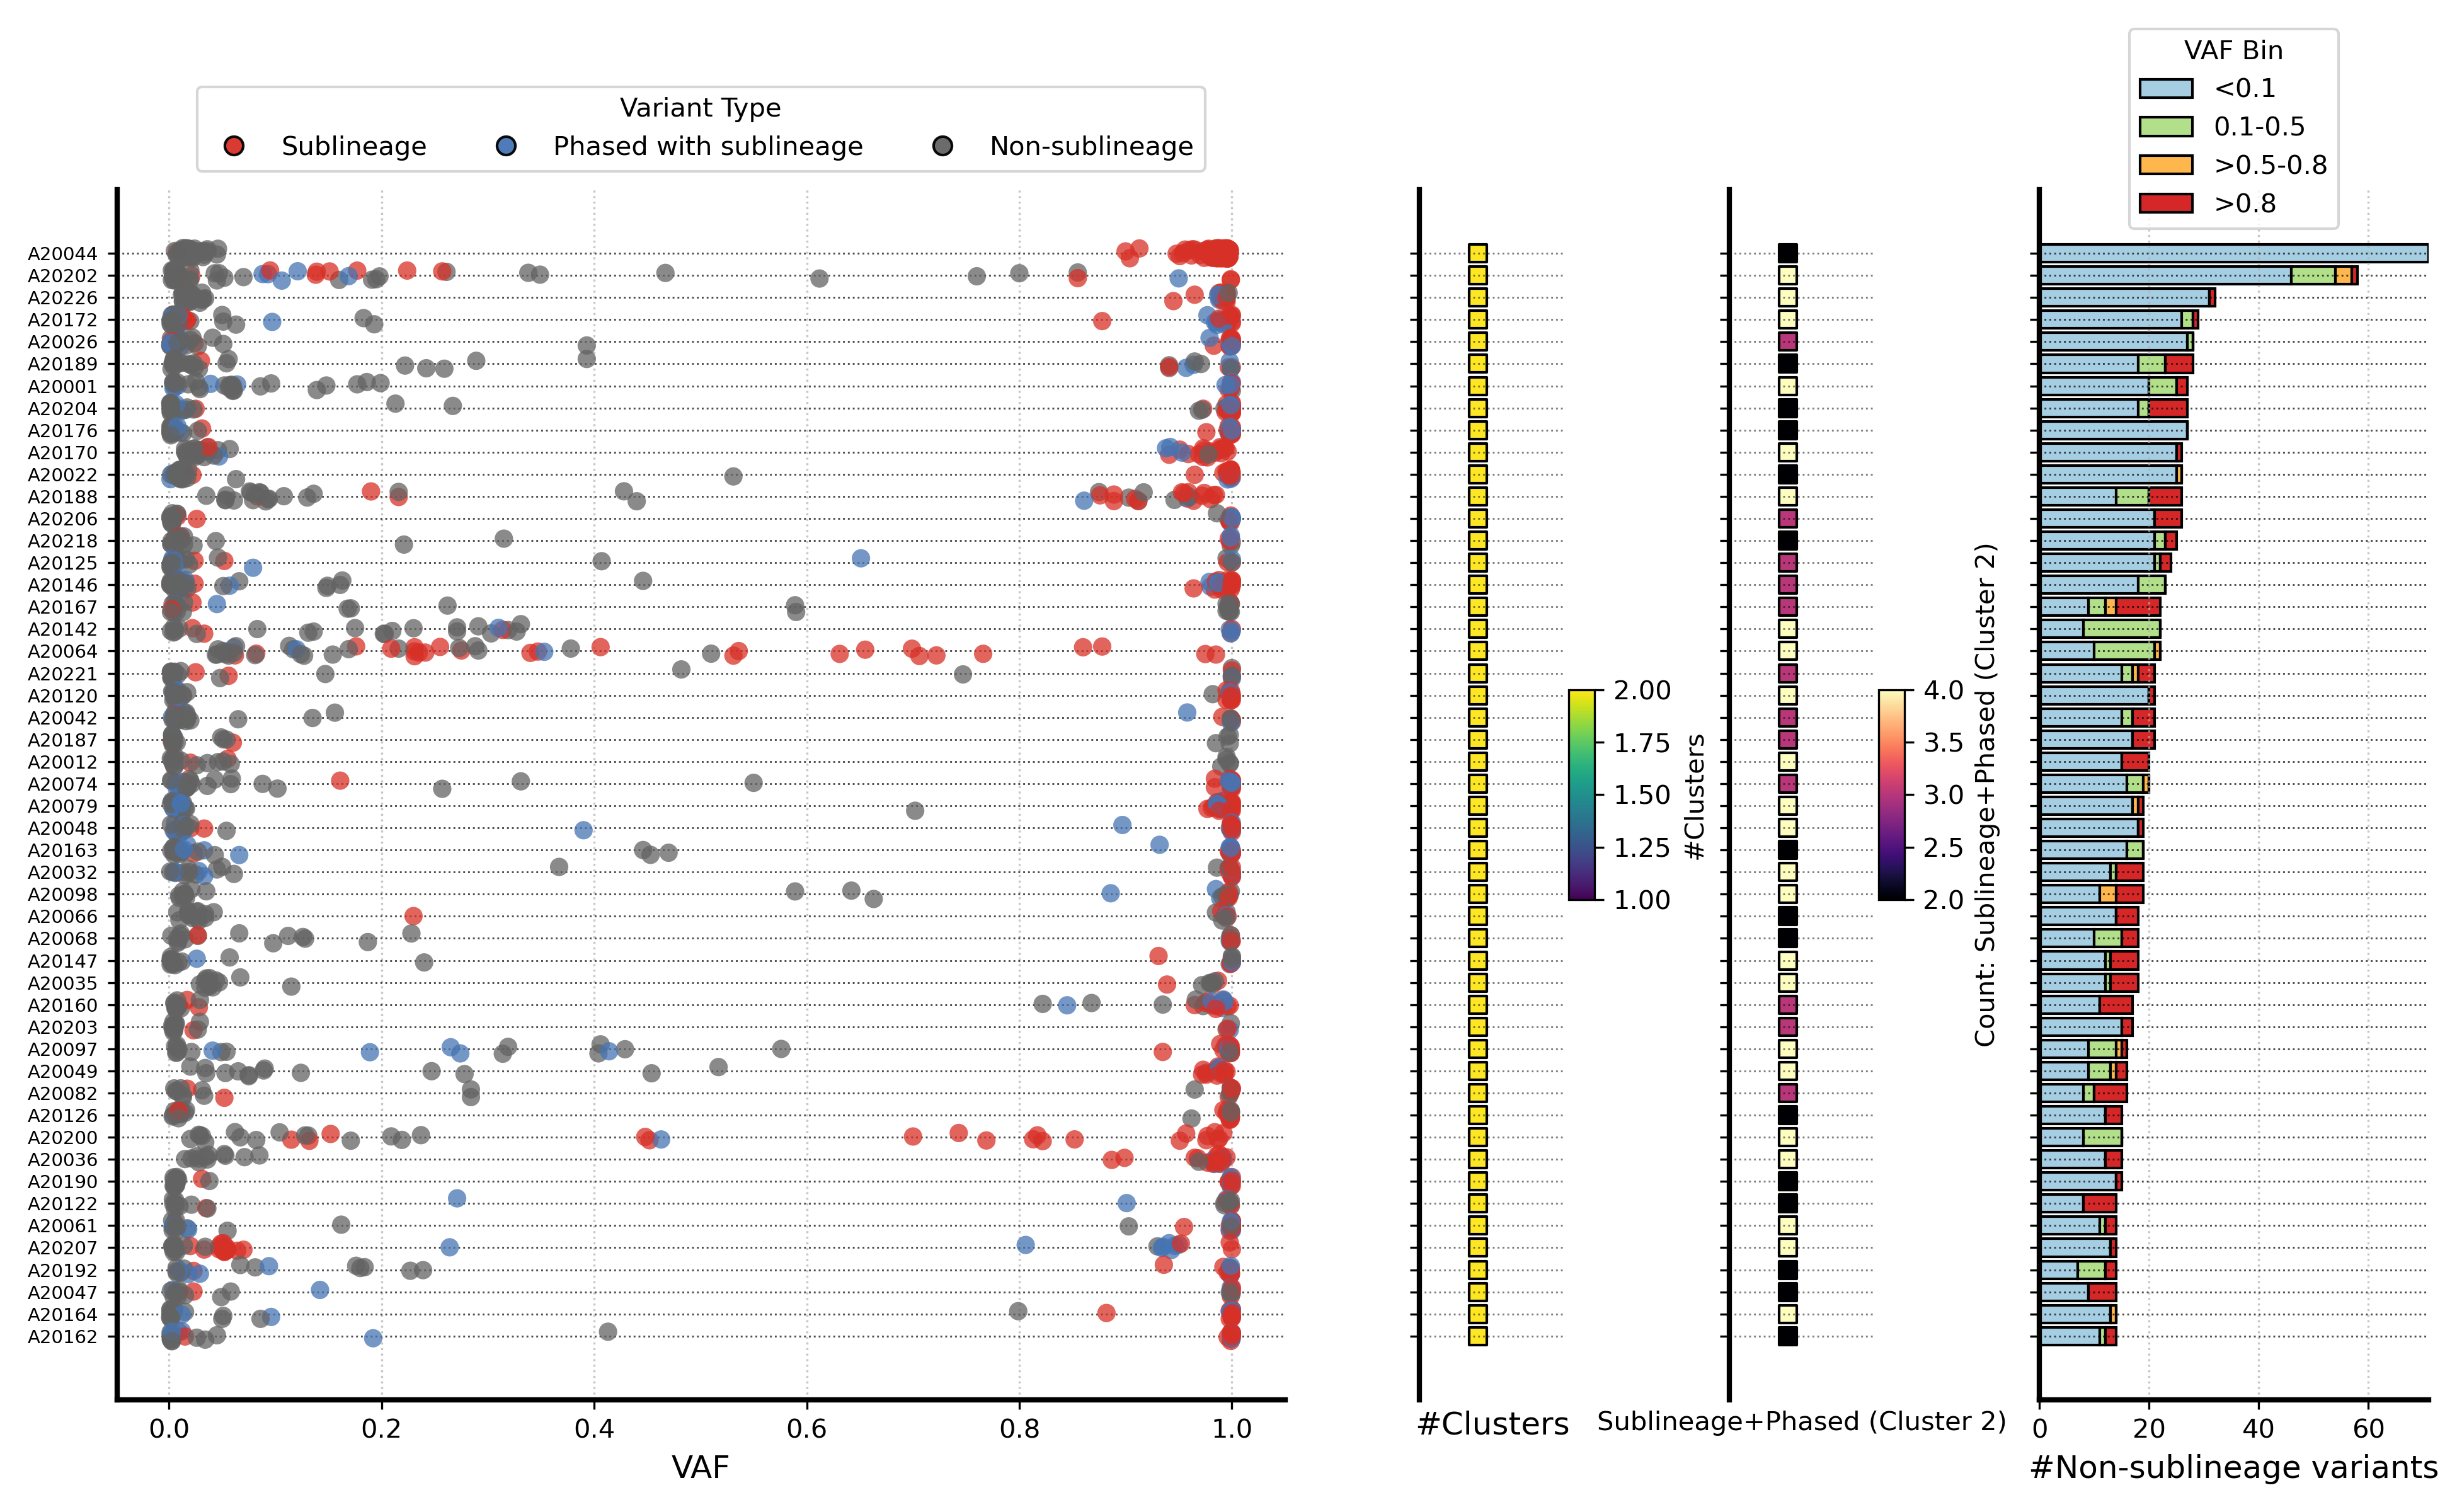 VAF Bin
<0.1
0.1-0.5
>0.5-0.8
>0.8
Variant Type
Sublineage Phased with sublineage Non-sublineage
A20044
A20202
A20226
A20172
A20026
A20189
A20001
A20204
A20176
A20170
A20022
A20188
A20206
A20218
A20125
A20146
A20167
A20142
A20064
A20221
A20120
A20042
A20187
A20012
A20074
A20079
A20048
A20163
A20032
A20098
A20066
A20068
A20147
A20035
A20160
A20203
A20097
A20049
A20082
A20126
A20200
A20036
A20190
A20122
A20061
A20207
A20192
A20047
A20164
A20162
0.0 0.2 0.4 0.6 0.8 1.0
VAF
2.00
1.75
1.50
1.25
1.00
#Clusters
#Clusters
4.0
3.5
3.0
2.5
2.0
Count: Sublineage+Phased (Cluster 2)
Sublineage+Phased (Cluster 2)
0 20 40 60
#Non-sublineage variants